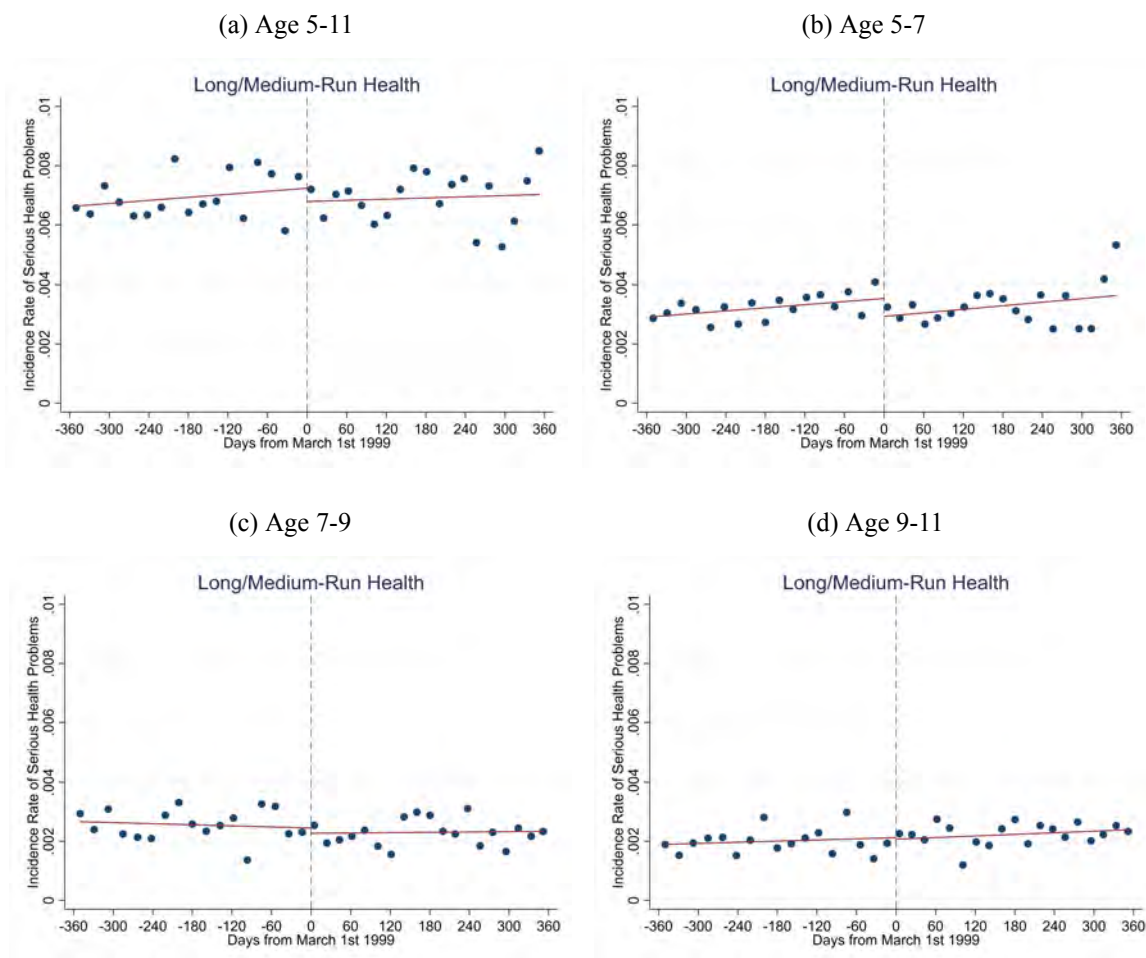 (a) Age 5-11
Long/Medium-Run Health
Incidence Rate of Serious Health Problems
.01
.008
.006
.004
.002
0
-360 -300 -240 -180 -120 -60 0 60 120 180 240 300 360
Days from March 1st 1999
(b) Age 5-7
Long/Medium-Run Health
Incidence Rate of Serious Health Problems
.01
.008
.006
.004
.002
0
-360 -300 -240 -180 -120 -60 0 60 120 180 240 300 360
Days from March 1st 1999
(c) Age 7-9
Long/Medium-Run Health
Incidence Rate of Serious Health Problems
.01
.008
.006
.004
.002
0
-360 -300 -240 -180 -120 -60 0 60 120 180 240 300 360
Days from March 1st 1999
(d) Age 9-11
Long/Medium-Run Health
Incidence Rate of Serious Health Problems
.01
.008
.006
.004
.002
0
-360 -300 -240 -180 -120 -60 0 60 120 180 240 300 360
Days from March 1st 1999